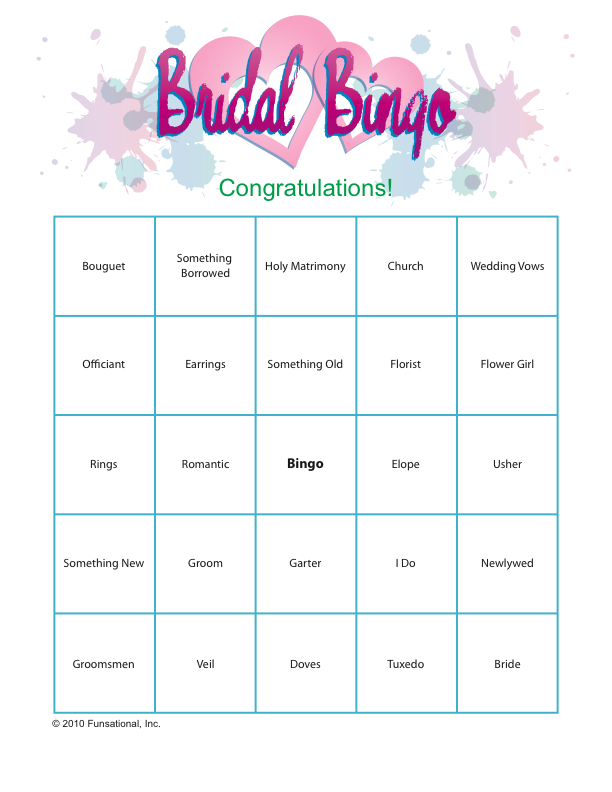 Bridal Bingo
Congratulations!
Bouquet
Something
Borrowed
Holy Matrimony
Church
Wedding Vows
Officiant
Earrings
Something Old
Florist
Flower Girl
Rings
Romantic
Bingo
Elope
Usher
Something New
Groom
Garter
I Do
Newlywed
Groomsmen
Veil
Doves
Tuxedo
Bride
© 2010 Funsational, Inc.